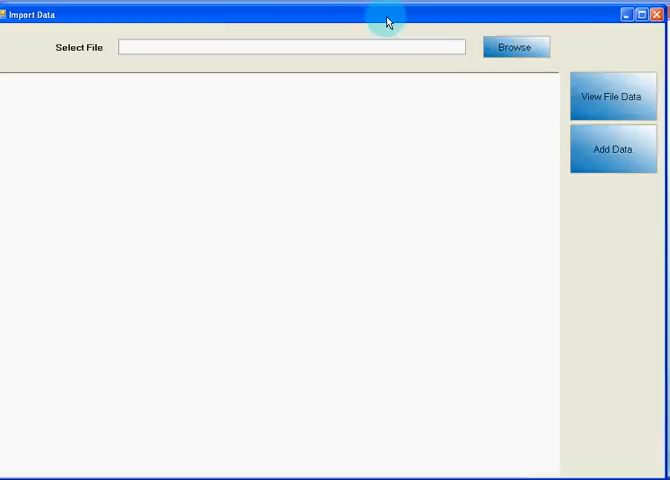 Import Data
Select File
Browse
View File Data
Add Data